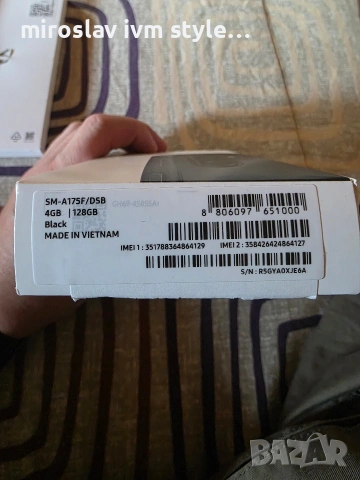 miroslav ivm style...
SM-A175F/DSB
4GB | 128GB
Black
MADE IN VIETNAM
8 806097 651000
IMEI 1 : 351788364864129
IMEI 2 : 358426424864127
S/N : R5GYA0XJE6A
BAZAR